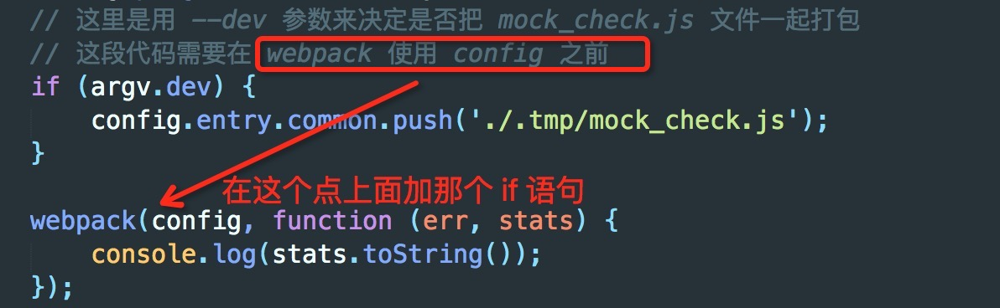 // 这里是用 --dev 参数来决定是否把 mock_check.js 文件一起打包
// 这段代码需要在 webpack 使用 config 之前
if (argv.dev) {
    config.entry.common.push('./.tmp/mock_check.js');
}
在这个点上面加那个 if 语句
webpack(config, function (err, stats) {
    console.log(stats.toString());
});